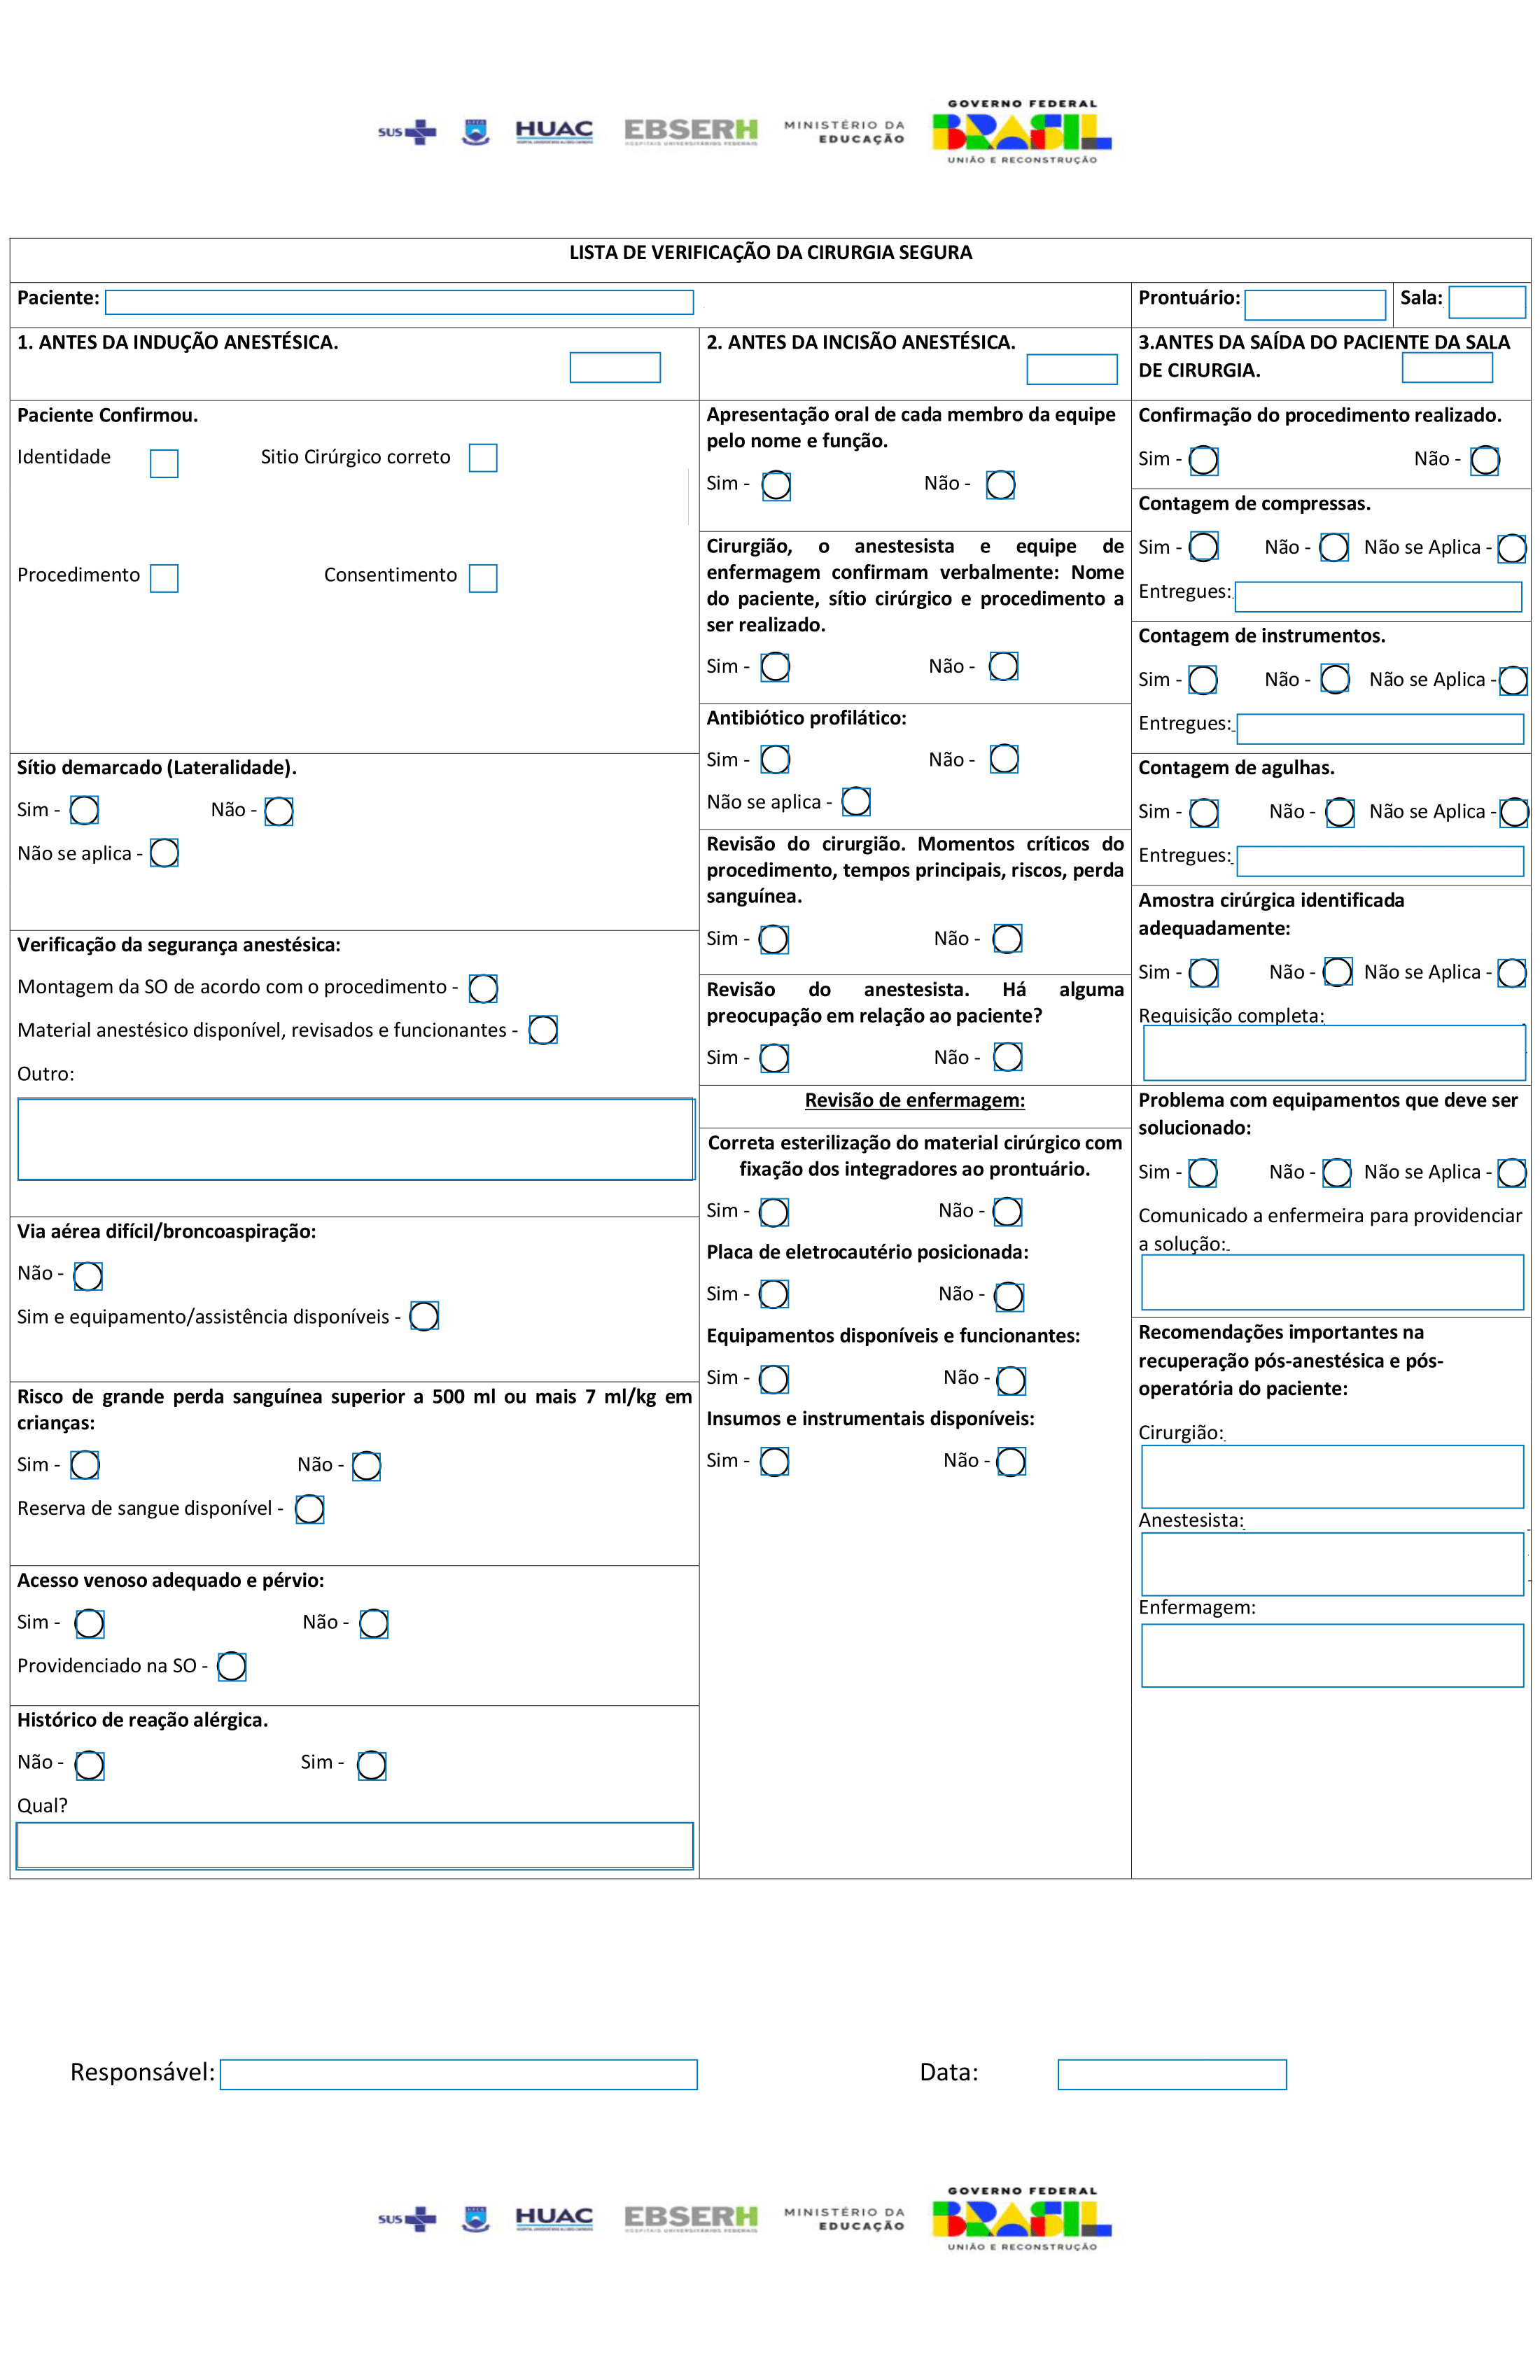 SUS
HUAC
EBSERH
HOSPITAIS UNIVERSITÁRIOS FEDERAIS
MINISTÉRIO DA
EDUCAÇÃO
GOVERNO FEDERAL
BRASIL
UNIÃO E RECONSTRUÇÃO
LISTA DE VERIFICAÇÃO DA CIRURGIA SEGURA
Paciente:
Prontuário:
Sala:
1. ANTES DA INDUÇÃO ANESTÉSICA.
Paciente Confirmou.
Identidade
Sitio Cirúrgico correto
Procedimento
Consentimento
Sítio demarcado (Lateralidade).
Sim - Não -
Não se aplica -
Verificação da segurança anestésica:
Montagem da SO de acordo com o procedimento -
Material anestésico disponível, revisados e funcionantes -
Outro:
Via aérea difícil/broncoaspiração:
Não -
Sim e equipamento/assistência disponíveis -
Risco de grande perda sanguínea superior a 500 ml ou mais 7 ml/kg em
crianças:
Sim - Não -
Reserva de sangue disponível -
Acesso venoso adequado e pérvio:
Sim - Não -
Providenciado na SO -
Histórico de reação alérgica.
Não - Sim -
Qual?
2. ANTES DA INCISÃO ANESTÉSICA.
Apresentação oral de cada membro da equipe
pelo nome e função.
Sim - Não -
Cirurgião, o anestesista e equipe de
enfermagem confirmam verbalmente: Nome
do paciente, sítio cirúrgico e procedimento a
ser realizado.
Sim - Não -
Antibiótico profilático:
Sim - Não -
Não se aplica -
Revisão do cirurgião. Momentos críticos do
procedimento, tempos principais, riscos, perda
sanguínea.
Sim - Não -
Revisão do anestesista. Há alguma
preocupação em relação ao paciente?
Sim - Não -
Revisão de enfermagem:
Correta esterilização do material cirúrgico com
fixação dos integradores ao prontuário.
Sim - Não -
Placa de eletrocautério posicionada:
Sim - Não -
Equipamentos disponíveis e funcionantes:
Sim - Não -
Insumos e instrumentais disponíveis:
Sim - Não -
3.ANTES DA SAÍDA DO PACIENTE DA SALA
DE CIRURGIA.
Confirmação do procedimento realizado.
Sim - Não -
Contagem de compressas.
Sim - Não - Não se Aplica -
Entregues:
Contagem de instrumentos.
Sim - Não - Não se Aplica -
Entregues:
Contagem de agulhas.
Sim - Não - Não se Aplica -
Entregues:
Amostra cirúrgica identificada
adequadamente:
Sim - Não - Não se Aplica -
Requisição completa:
Problema com equipamentos que deve ser
solucionado:
Sim - Não - Não se Aplica -
Comunicado a enfermeira para providenciar
a solução:
Recomendações importantes na
recuperação pós-anestésica e pós-
operatória do paciente:
Cirurgião:
Anestesista:
Enfermagem:
Responsável:
Data:
SUS
HUAC
EBSERH
HOSPITAIS UNIVERSITÁRIOS FEDERAIS
MINISTÉRIO DA
EDUCAÇÃO
GOVERNO FEDERAL
BRASIL
UNIÃO E RECONSTRUÇÃO